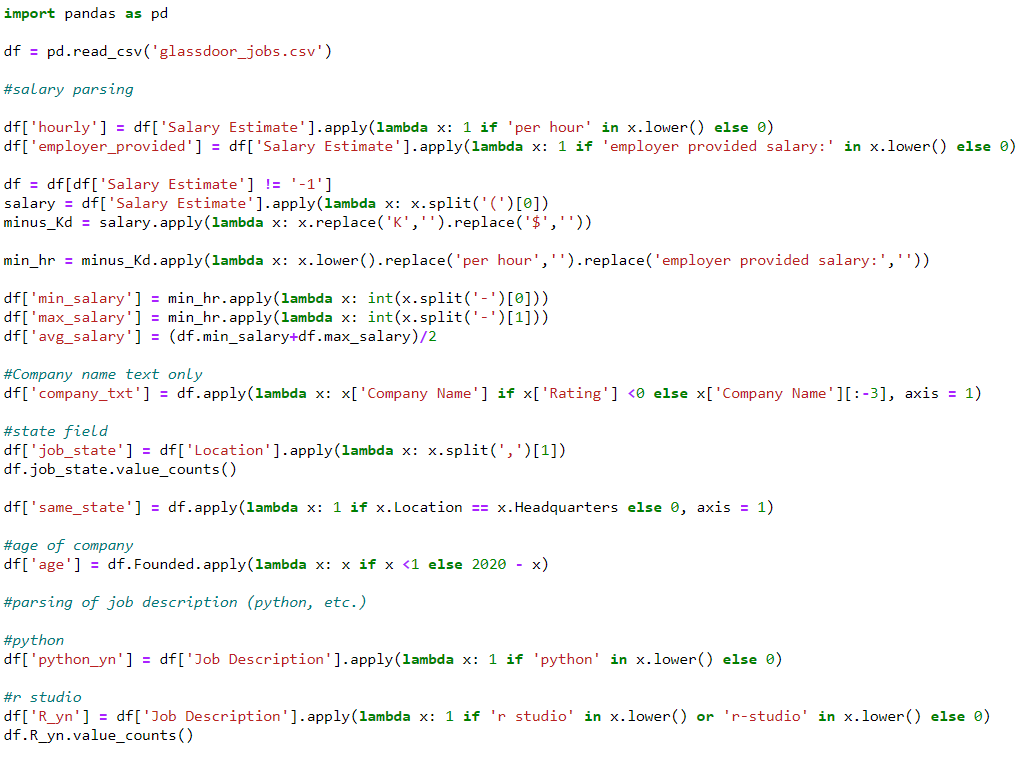 import pandas as pd
df = pd.read_csv('glassdoor_jobs.csv')
#salary parsing
df['hourly'] = df['Salary Estimate'].apply(lambda x: 1 if 'per hour' in x.lower() else 0)
df['employer_provided'] = df['Salary Estimate'].apply(lambda x: 1 if 'employer provided salary:' in x.lower() else 0)
df = df[df['Salary Estimate'] != '-1']
salary = df['Salary Estimate'].apply(lambda x: x.split('(')[0])
minus_Kd = salary.apply(lambda x: x.replace('K','').replace('$',''))
min_hr = minus_Kd.apply(lambda x: x.lower().replace('per hour','').replace('employer provided salary:',''))
df['min_salary'] = min_hr.apply(lambda x: int(x.split('-')[0]))
df['max_salary'] = min_hr.apply(lambda x: int(x.split('-')[1]))
df['avg_salary'] = (df.min_salary+df.max_salary)/2
#Company name text only
df['company_txt'] = df.apply(lambda x: x['Company Name'] if x['Rating'] <0 else x['Company Name'][:-3], axis = 1)
#state field
df['job_state'] = df['Location'].apply(lambda x: x.split(',')[1])
df.job_state.value_counts()
df['same_state'] = df.apply(lambda x: 1 if x.Location == x.Headquarters else 0, axis = 1)
#age of company
df['age'] = df.Founded.apply(lambda x: x if x <1 else 2020 - x)
#parsing of job description (python, etc.)
#python
df['python_yn'] = df['Job Description'].apply(lambda x: 1 if 'python' in x.lower() else 0)
#r studio
df['R_yn'] = df['Job Description'].apply(lambda x: 1 if 'r studio' in x.lower() or 'r-studio' in x.lower() else 0)
df.R_yn.value_counts()